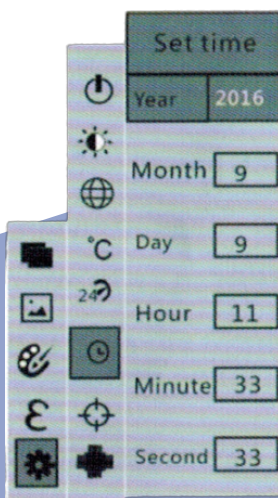 Set time
Year 2016
Month 9
°C
Day 9
24
Hour 11
Minute 33
ε
Second 33